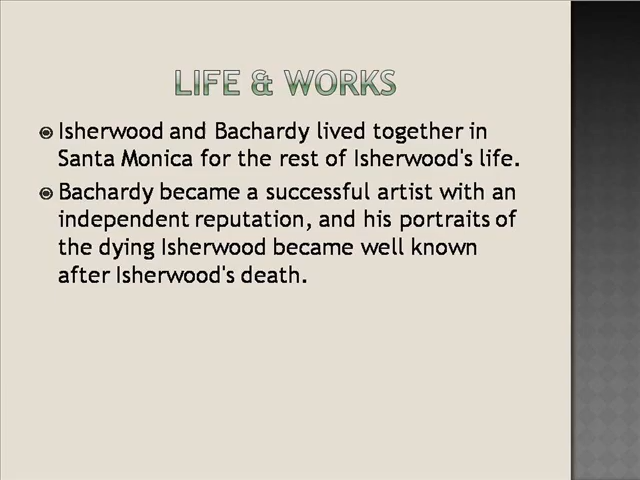 LIFE & WORKS
Isherwood and Bachardy lived together in
Santa Monica for the rest of Isherwood's life.
Bachardy became a successful artist with an
independent reputation, and his portraits of
the dying Isherwood became well known
after Isherwood's death.